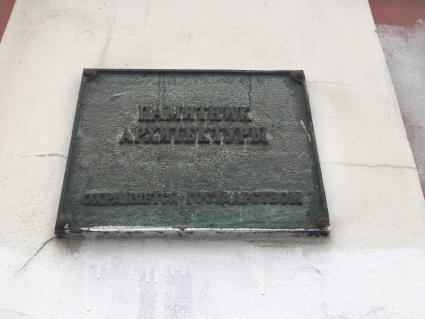 ПАМЯТНИК
АРХИТЕКТУРЫ
ОХРАНЯЕТСЯ ГОСУДАРСТВОМ